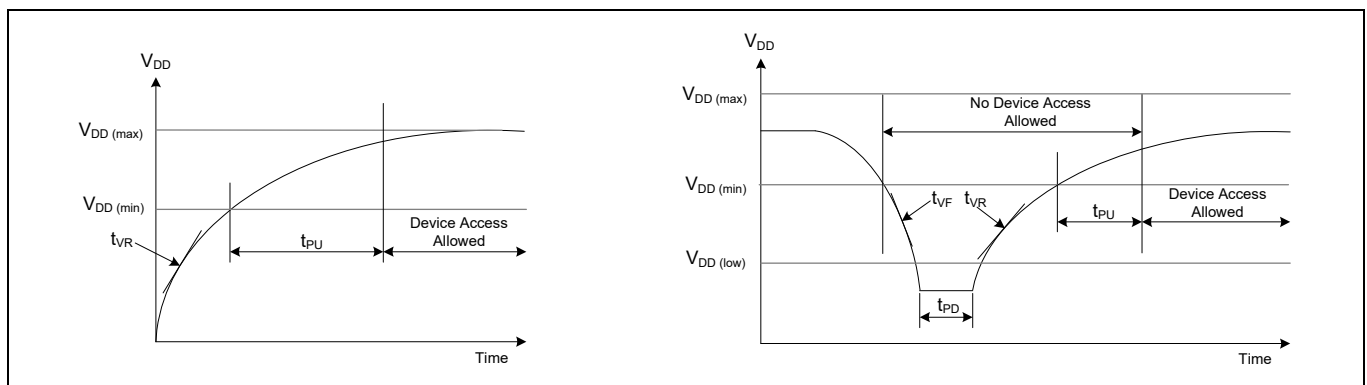 VDD
VDD (max)
VDD (min)
tVR
tPU
Device Access
Allowed
Time
VDD
VDD (max)
No Device Access
Allowed
VDD (min)
tVF
tVR
tPU
Device Access
Allowed
VDD (low)
tPD
Time